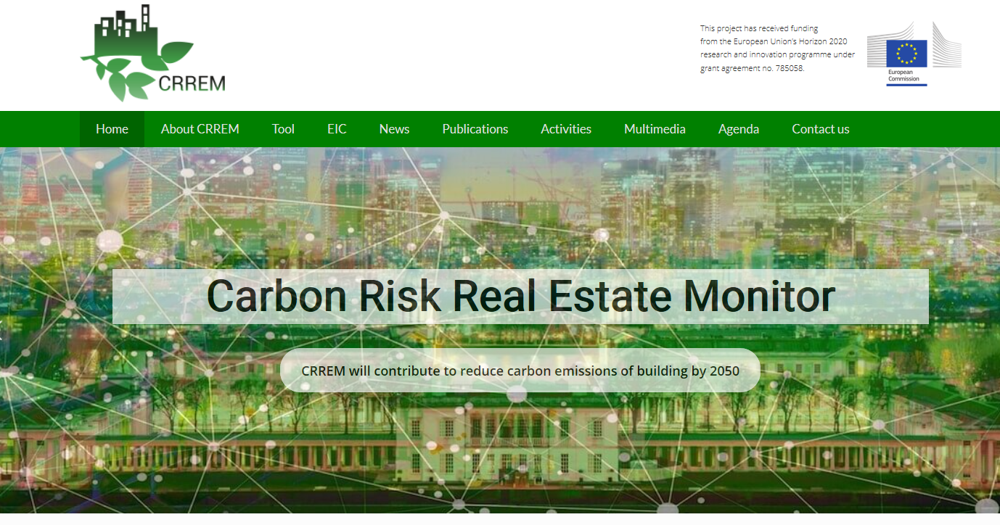 CRREM
This project has received funding
from the European Union's Horizon 2020
research and innovation programme under
grant agreement no. 785058.
European
Commission
Home About CRREM Tool EIC News Publications Activities Multimedia Agenda Contact us
Carbon Risk Real Estate Monitor
CRREM will contribute to reduce carbon emissions of building by 2050